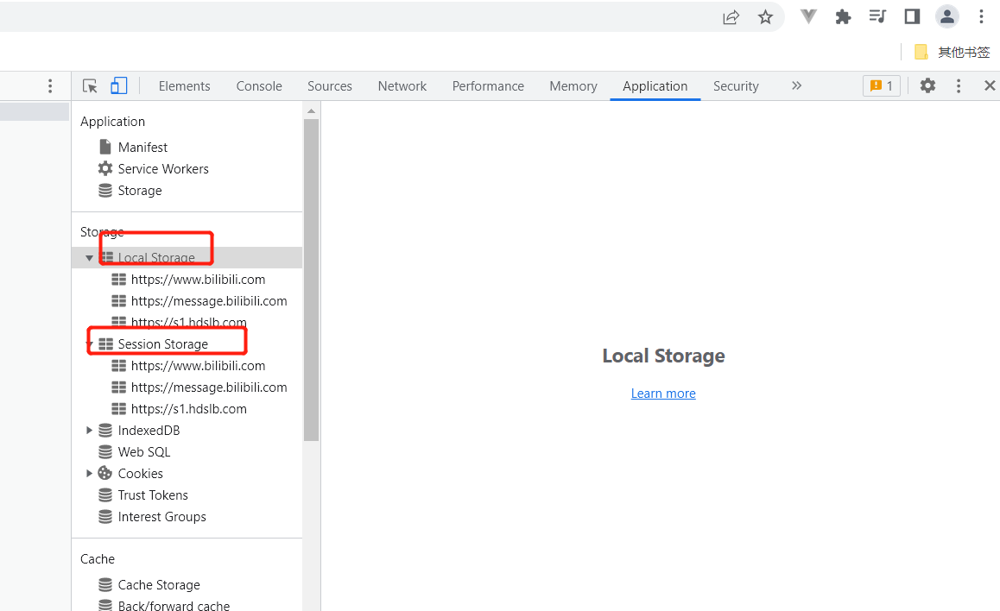 其他书签
Elements Console Sources Network Performance Memory Application Security 1
Application
Manifest
Service Workers
Storage
Storage
Local Storage
https://www.bilibili.com
https://message.bilibili.com
https://s1.hdslb.com
Session Storage
https://www.bilibili.com
https://message.bilibili.com
https://s1.hdslb.com
IndexedDB
Web SQL
Cookies
Trust Tokens
Interest Groups
Cache
Cache Storage
Back/forward cache
Local Storage
Learn more